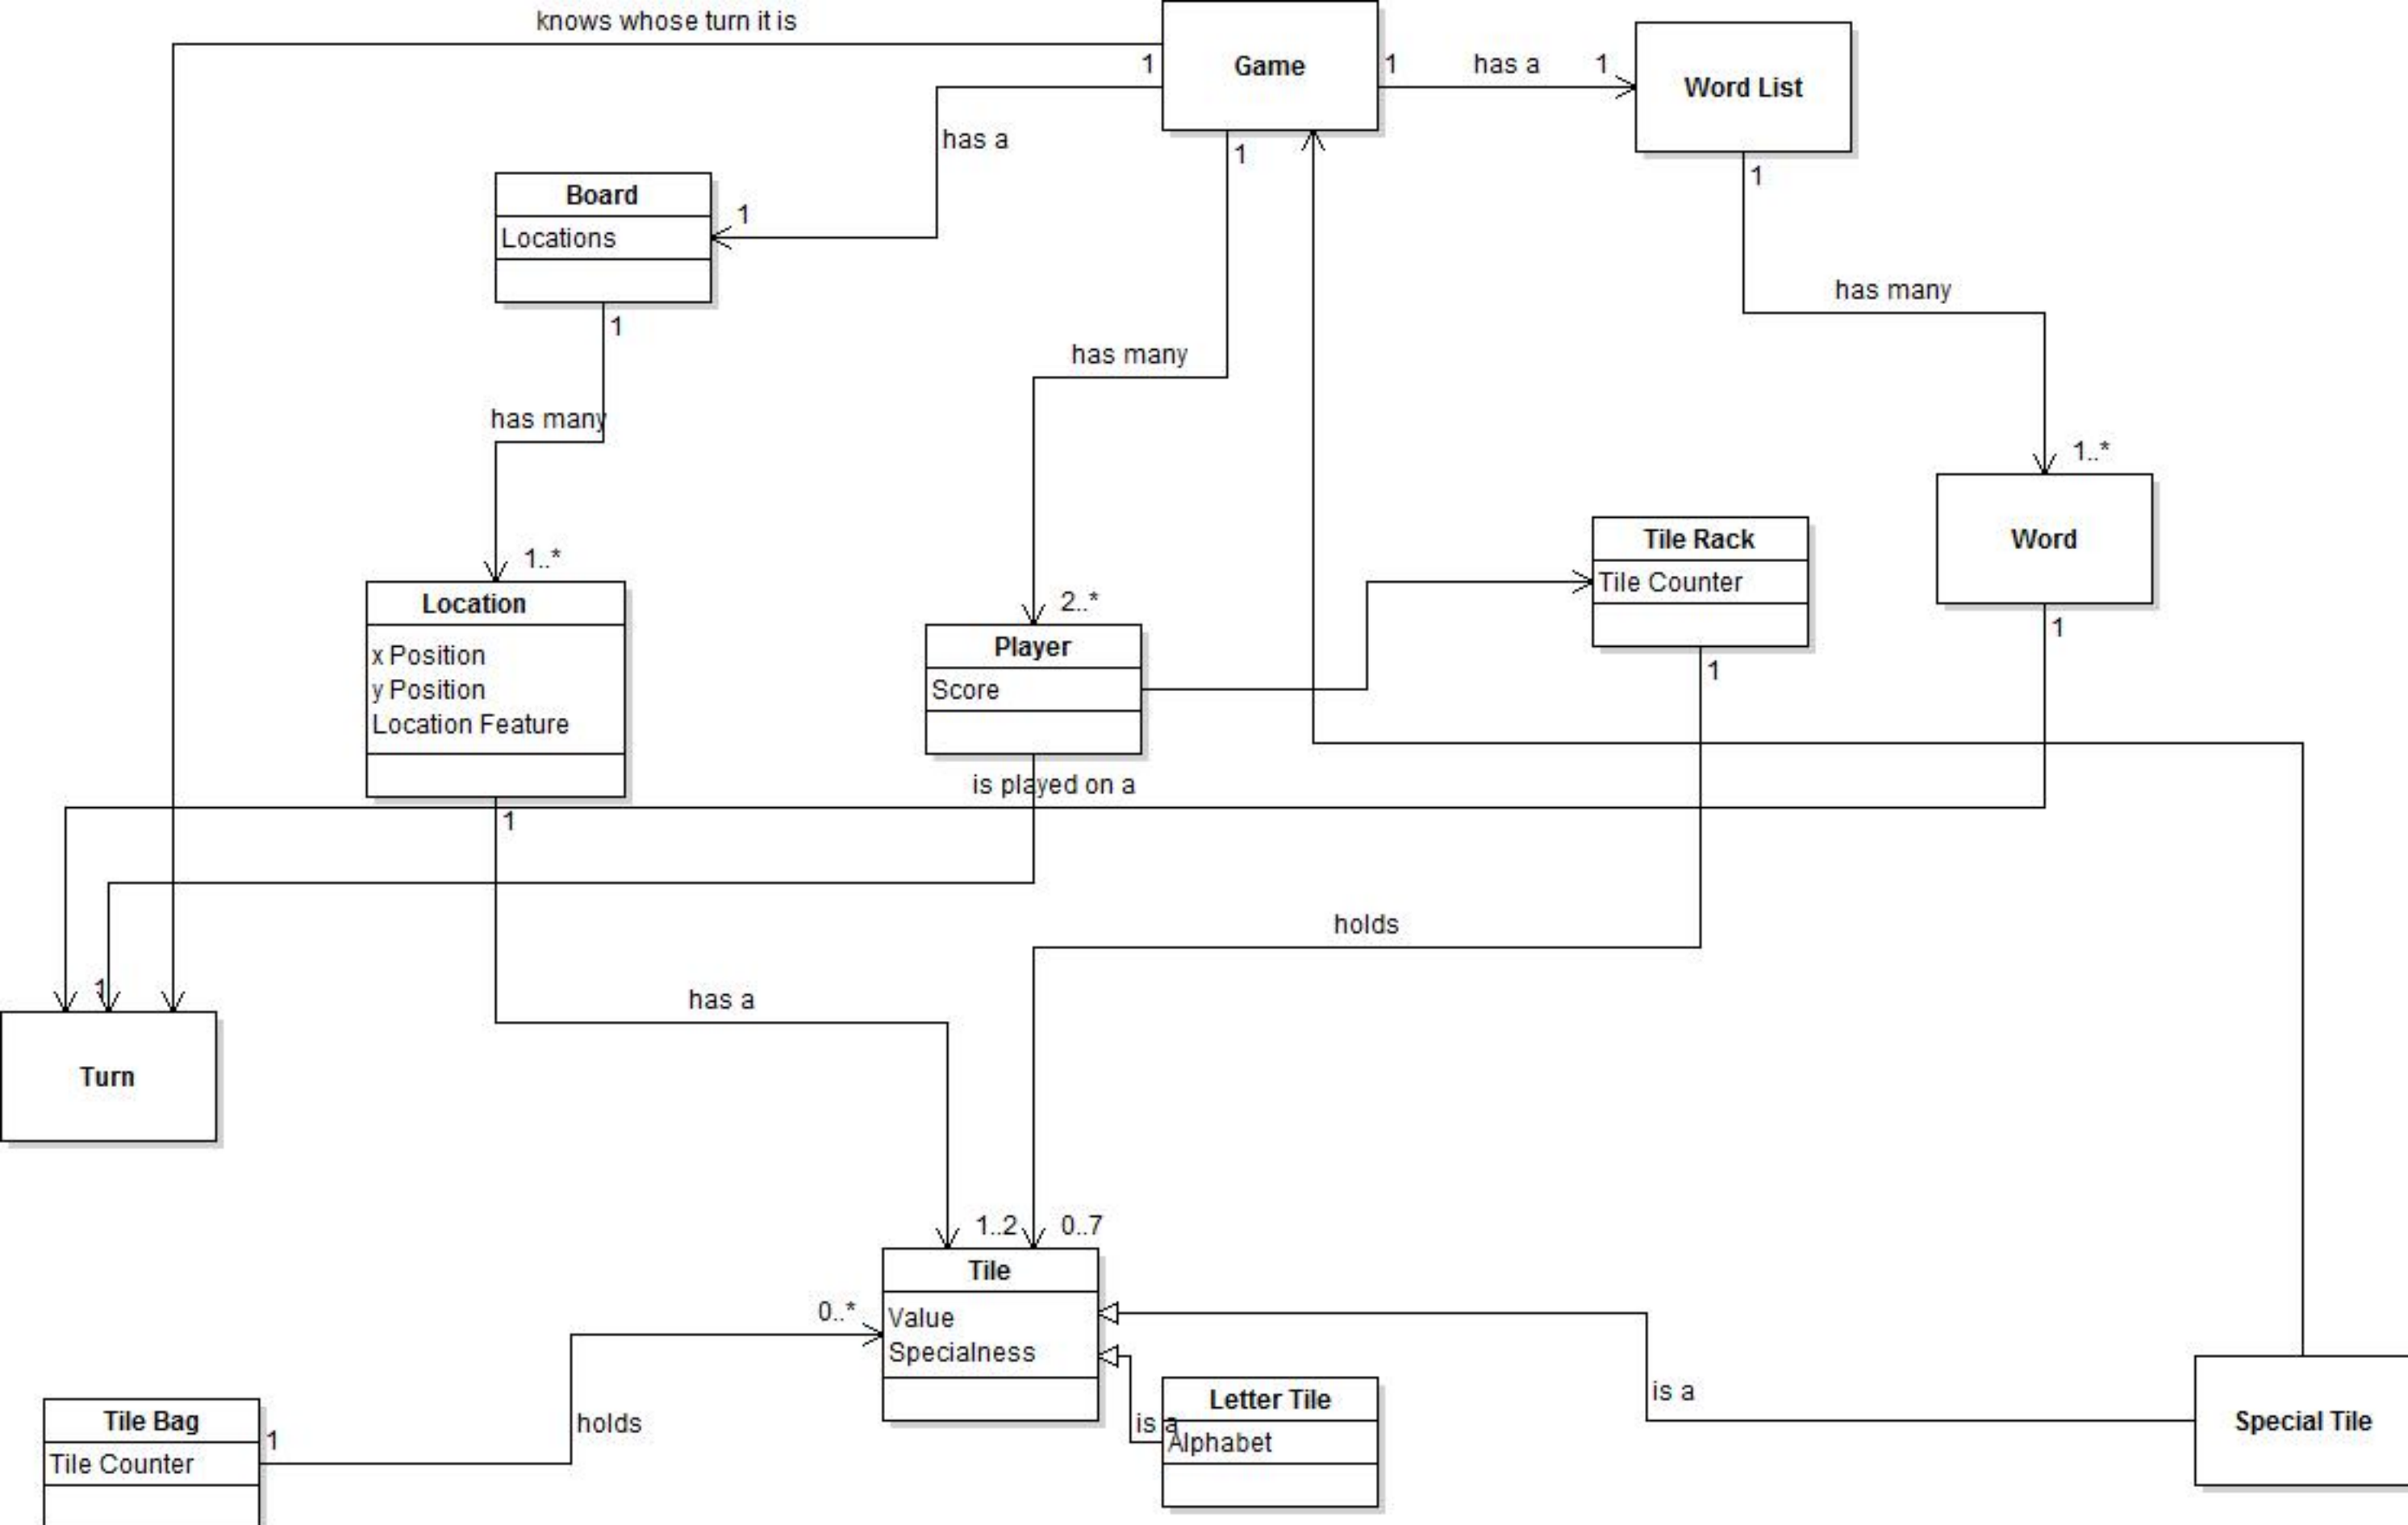 knows whose turn it is
Game
1
1
has a
1
Word List
has a
1
1
Board
1
Locations
1
has many
has many
has many
1..*
1..*
2..*
Location
x Position
y Position
Location Feature
Player
Score
Tile Rack
Tile Counter
Word
1
1
is played on a
1
holds
1
has a
Turn
1..2
0..7
Tile
Value
Specialness
0..*
Tile Bag
Tile Counter
1
holds
is a
Letter Tile
Alphabet
is a
Special Tile